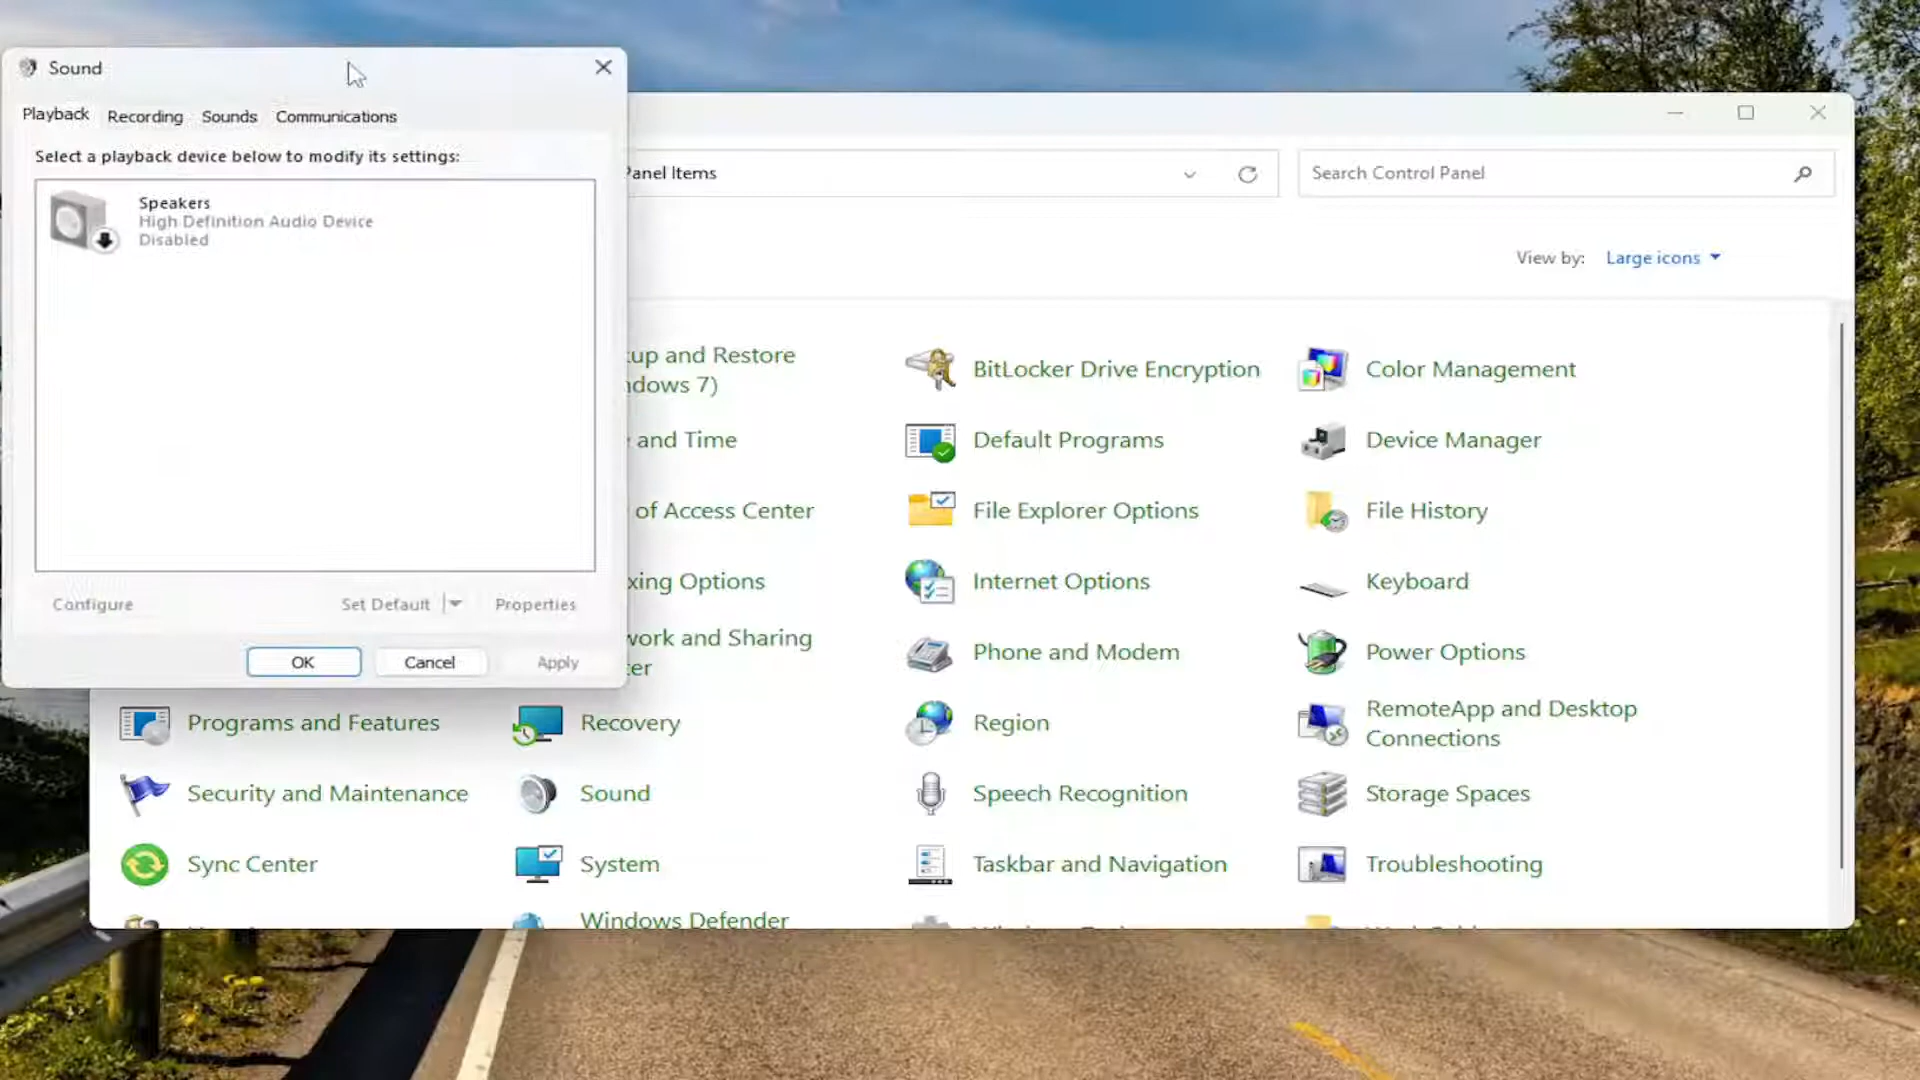 Sound
Playback
Recording
Sounds
Communications
Select a playback device below to modify its settings:
Speakers
High Definition Audio Device
Disabled
Configure
Set Default
Properties
OK
Cancel
Apply
Panel Items
Search Control Panel
View by:
Large icons
kup and Restore
ndows 7)
BitLocker Drive Encryption
Color Management
and Time
Default Programs
Device Manager
of Access Center
File Explorer Options
File History
xing Options
Internet Options
Keyboard
work and Sharing
ter
Phone and Modem
Power Options
Programs and Features
Recovery
Region
RemoteApp and Desktop
Connections
Security and Maintenance
Sound
Speech Recognition
Storage Spaces
Sync Center
System
Taskbar and Navigation
Troubleshooting
Windows Defender